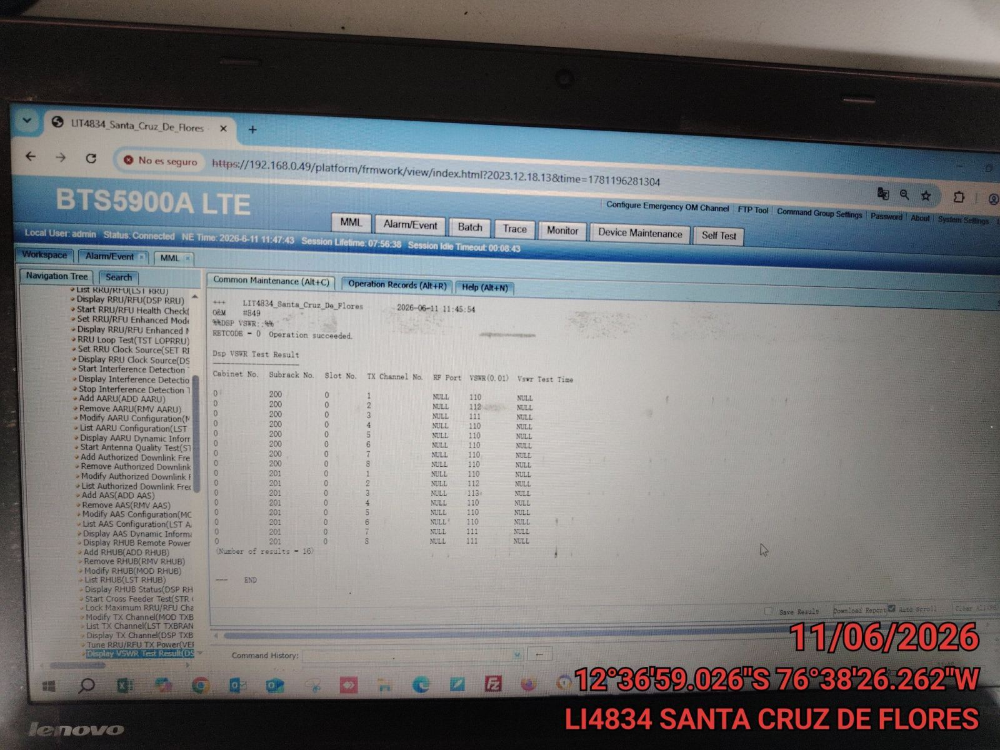 LIT4834_Santa_Cruz_De_Flores
No es seguro https://192.168.0.49/platform/frmwork/view/index.html?2023.12.18.13&time=1781196281304
BTS5900A LTE
Configure Emergency OM Channel FTP Tool Command Group Settings Password About System Settings
MML Alarm/Event Batch Trace Monitor Device Maintenance Self Test
Local User: admin Status: Connected NE Time: 2026-6-11 11:47:43 Session Lifetime: 07:56:38 Session Idle Timeout: 00:08:43
Workspace Alarm/Event MML
Navigation Tree Search
List RRU/RFU(LST RRU)
Display RRU/RFU(DSP RRU)
Start RRU/RFU Health Check(
Set RRU/RFU Enhanced Mode
Display RRU/RFU Enhanced M
RRU Loop Test(TST LOPRRU)
Set RRU Clock Source(SET RR
Display RRU Clock Source(DS
Start Interference Detection
Display Interference Detectio
Stop Interference Detection T
Add AARU(ADD AARU)
Remove AARU(RMV AARU)
Modify AARU Configuration(M
List AARU Configuration(LST
Display AARU Dynamic Inforr
Start Antenna Quality Test(ST
Add Authorized Downlink Fre
Remove Authorized Downlink
Modify Authorized Downlink F
List Authorized Downlink Frec
Add AAS(ADD AAS)
Remove AAS(RMV AAS)
Modify AAS Configuration(MC
List AAS Configuration(LST A
Display AAS Dynamic Informa
Display RHUB Remote Power
Add RHUB(ADD RHUB)
Remove RHUB(RMV RHUB)
Modify RHUB(MOD RHUB)
List RHUB(LST RHUB)
Display RHUB Status(DSP RH
Start Cross Feeder Test(STR
Lock Maximum RRU/RFU Cha
Modify TX Channel(MOD TXB
List TX Channel(LST TXBRAN
Display TX Channel(DSP TXB
Tune RRU/RFU TX Power(VEF
Display VSWR Test Result(DS
Common Maintenance (Alt+C) Operation Records (Alt+R) Help (Alt+N)
+++ LIT4834_Santa_Cruz_De_Flores 2026-06-11 11:45:54
O&M #849
%%DSP VSWR:;%%
RETCODE = 0 Operation succeeded.
Dsp VSWR Test Result
--------------------
Cabinet No. Subrack No. Slot No. TX Channel No. RF Port VSWR(0.01) Vswr Test Time
0 200 0 1 NULL 110 NULL
0 200 0 2 NULL 112 NULL
0 200 0 3 NULL 111 NULL
0 200 0 4 NULL 110 NULL
0 200 0 5 NULL 110 NULL
0 200 0 6 NULL 110 NULL
0 200 0 7 NULL 110 NULL
0 200 0 8 NULL 110 NULL
0 201 0 1 NULL 110 NULL
0 201 0 2 NULL 112 NULL
0 201 0 3 NULL 113 NULL
0 201 0 4 NULL 110 NULL
0 201 0 5 NULL 110 NULL
0 201 0 6 NULL 110 NULL
0 201 0 7 NULL 111 NULL
0 201 0 8 NULL 111 NULL
(Number of results = 16)
--- END
Save Result Download Report Auto Scroll Clear All
Command History:
lenovo
11/06/2026
12°36'59.026"S 76°38'26.262"W
LI4834 SANTA CRUZ DE FLORES